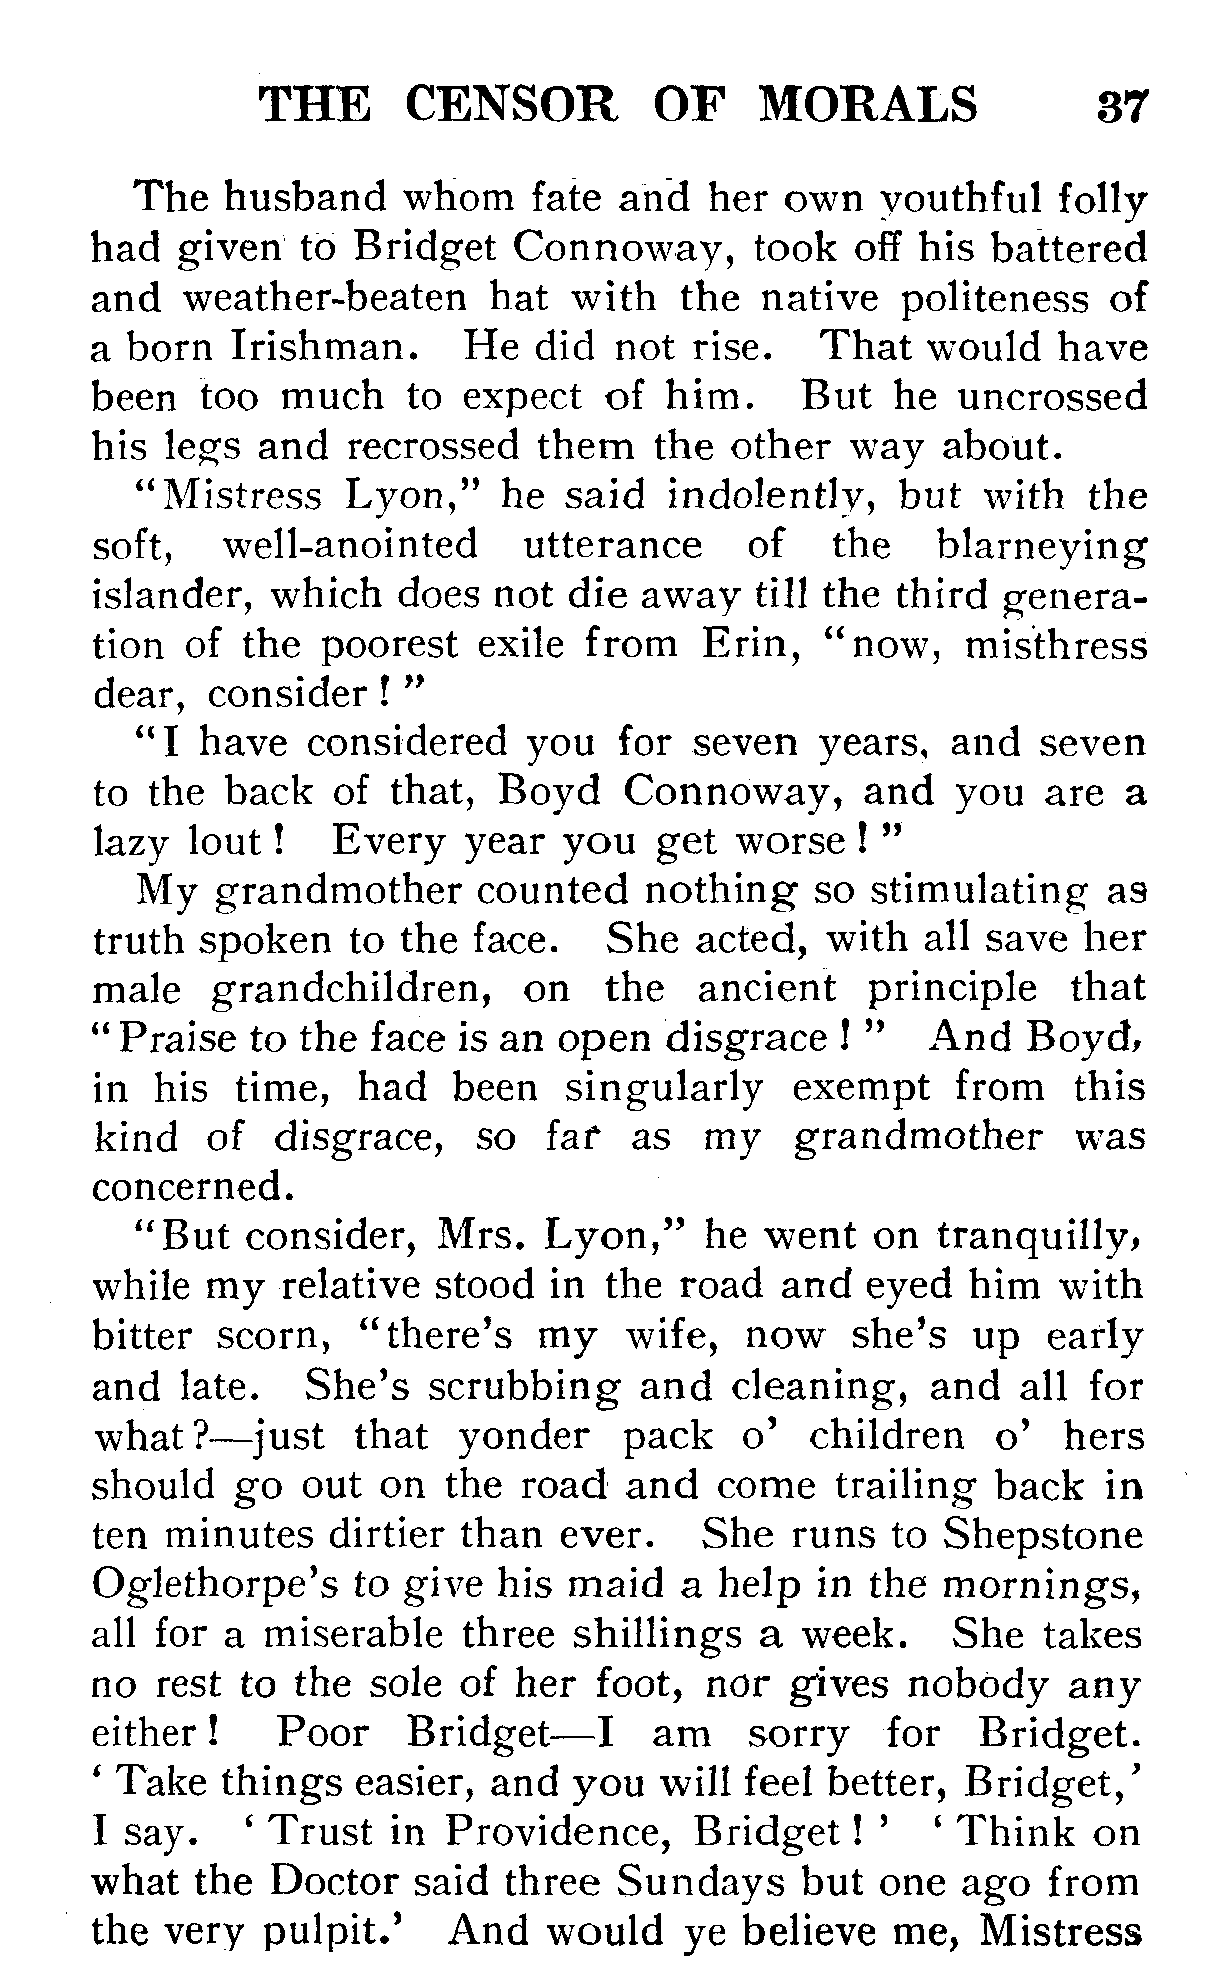 THE CENSOR OF MORALS 37
The husband whom fate and her own youthful folly
had given to Bridget Connoway, took off his battered
and weather-beaten hat with the native politeness of
a born Irishman. He did not rise. That would have
been too much to expect of him. But he uncrossed
his legs and recrossed them the other way about.
"Mistress Lyon," he said indolently, but with the
soft, well-anointed utterance of the blarneying
islander, which does not die away till the third genera-
tion of the poorest exile from Erin, "now, misthress
dear, consider!"
"I have considered you for seven years, and seven
to the back of that, Boyd Connoway, and you are a
lazy lout! Every year you get worse!"
My grandmother counted nothing so stimulating as
truth spoken to the face. She acted, with all save her
male grandchildren, on the ancient principle that
"Praise to the face is an open disgrace!" And Boyd,
in his time, had been singularly exempt from this
kind of disgrace, so far as my grandmother was
concerned.
"But consider, Mrs. Lyon," he went on tranquilly,
while my relative stood in the road and eyed him with
bitter scorn, "there's my wife, now she's up early
and late. She's scrubbing and cleaning, and all for
what?—just that yonder pack o' children o' hers
should go out on the road and come trailing back in
ten minutes dirtier than ever. She runs to Shepstone
Oglethorpe's to give his maid a help in the mornings,
all for a miserable three shillings a week. She takes
no rest to the sole of her foot, nor gives nobody any
either! Poor Bridget—I am sorry for Bridget.
'Take things easier, and you will feel better, Bridget,'
I say. 'Trust in Providence, Bridget!' 'Think on
what the Doctor said three Sundays but one ago from
the very pulpit.' And would ye believe me, Mistress